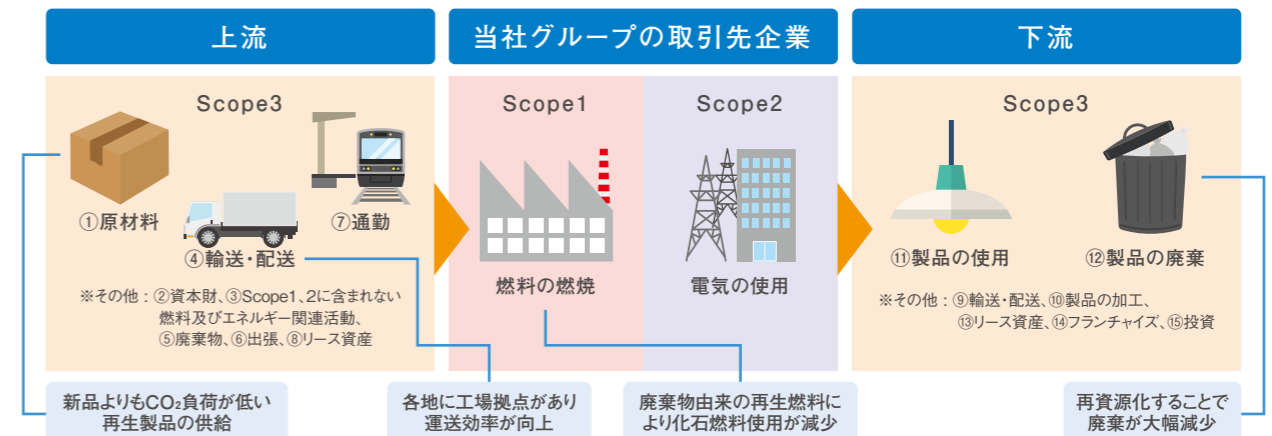 上流
当社グループの取引先企業
下流
Scope3
①原材料
④輸送・配送
⑦通勤
※その他：②資本財、③Scope1、2に含まれない
燃料及びエネルギー関連活動、
⑤廃棄物、⑥出張、⑧リース資産
Scope1
燃料の燃焼
Scope2
電気の使用
Scope3
⑪製品の使用
⑫製品の廃棄
※その他：⑨輸送・配送、⑩製品の加工、
⑬リース資産、⑭フランチャイズ、⑮投資
新品よりもCO₂負荷が低い
再生製品の供給
各地に工場拠点があり
運送効率が向上
廃棄物由来の再生燃料に
より化石燃料使用が減少
再資源化することで
廃棄が大幅減少